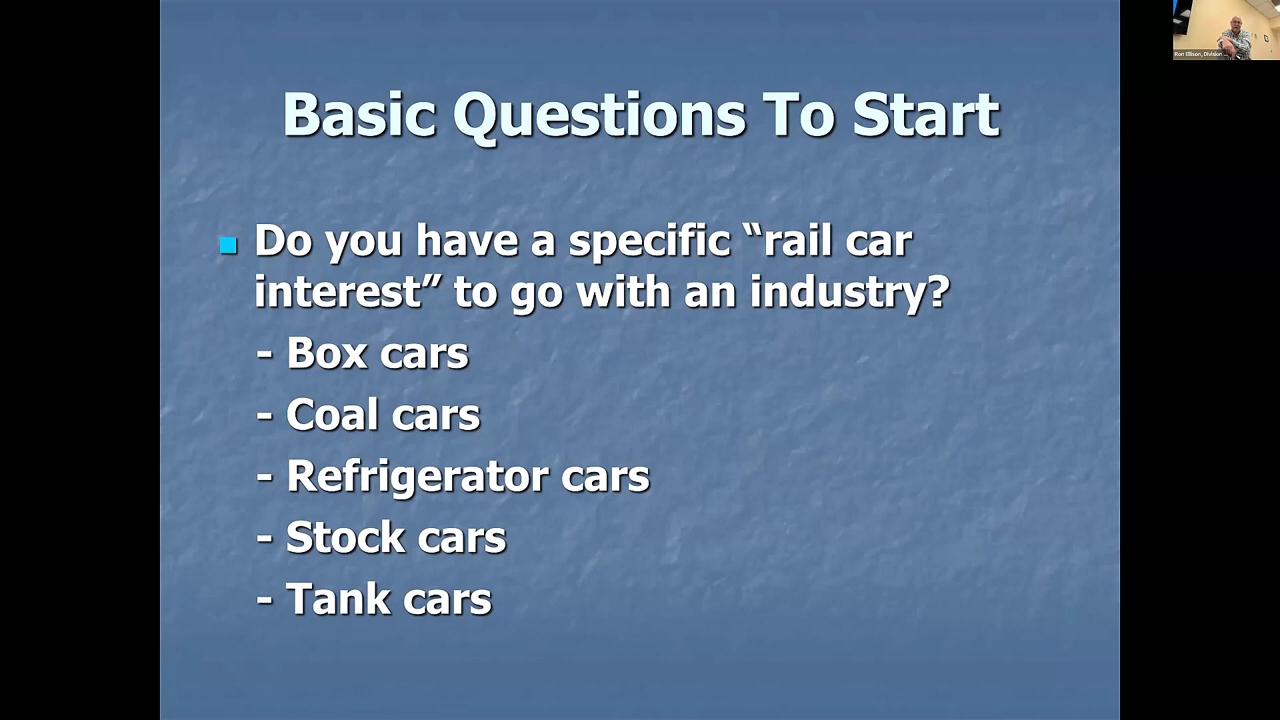 Basic Questions To Start
Do you have a specific “rail car
interest” to go with an industry?
- Box cars
- Coal cars
- Refrigerator cars
- Stock cars
- Tank cars
Ron Ellison, Division